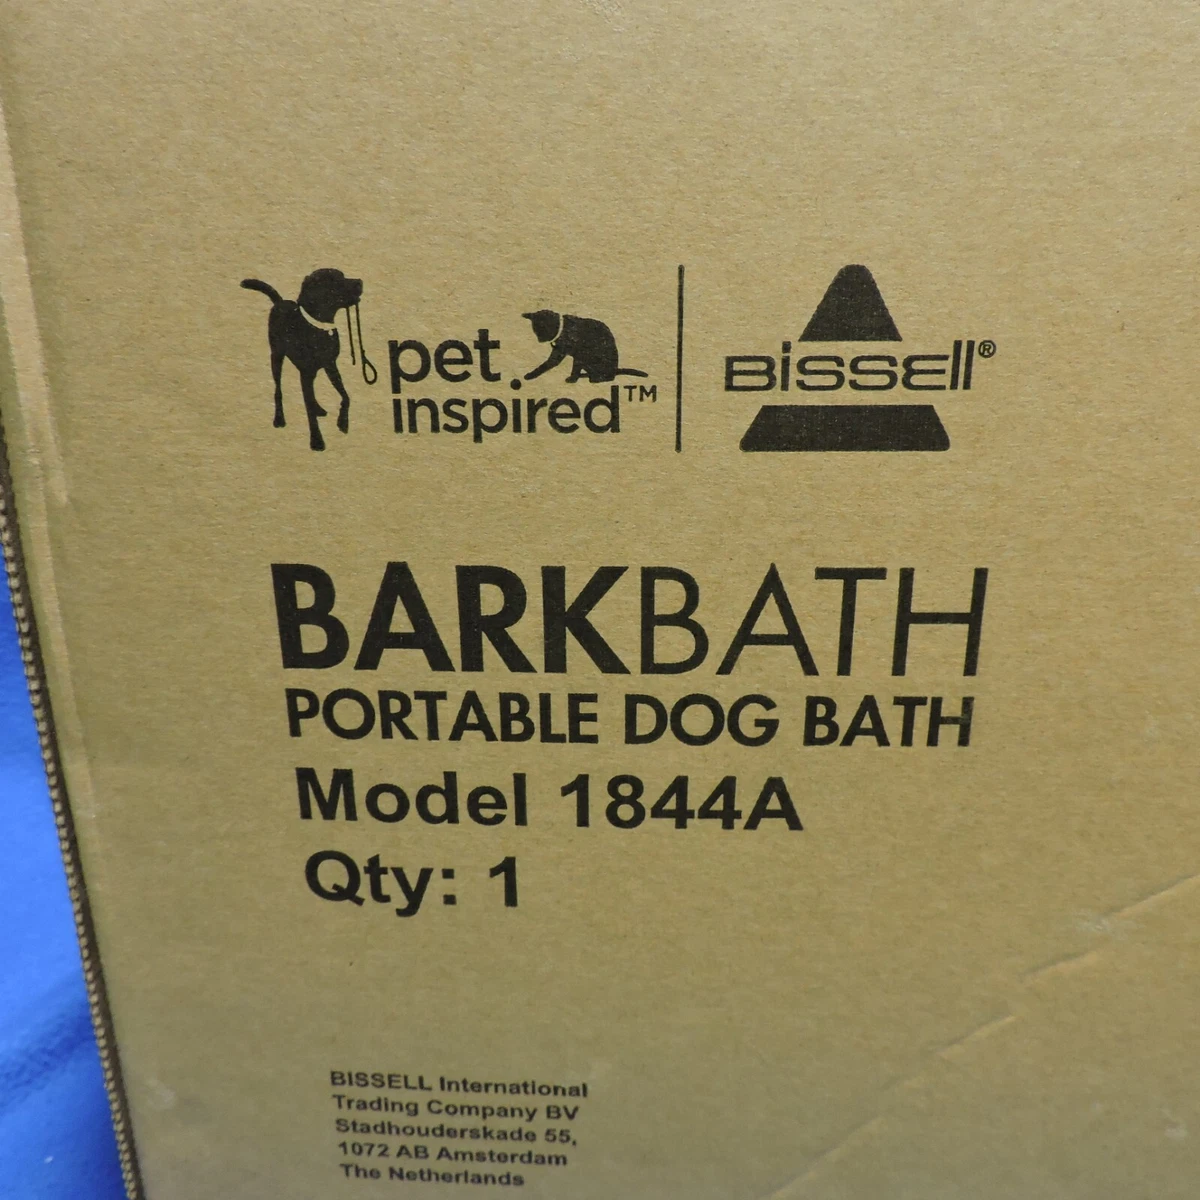 pet
inspired™
BISSELL®
BARKBATH
PORTABLE DOG BATH
Model 1844A
Qty: 1
BISSELL International
Trading Company BV
Stadhouderskade 55,
1072 AB Amsterdam
The Netherlands